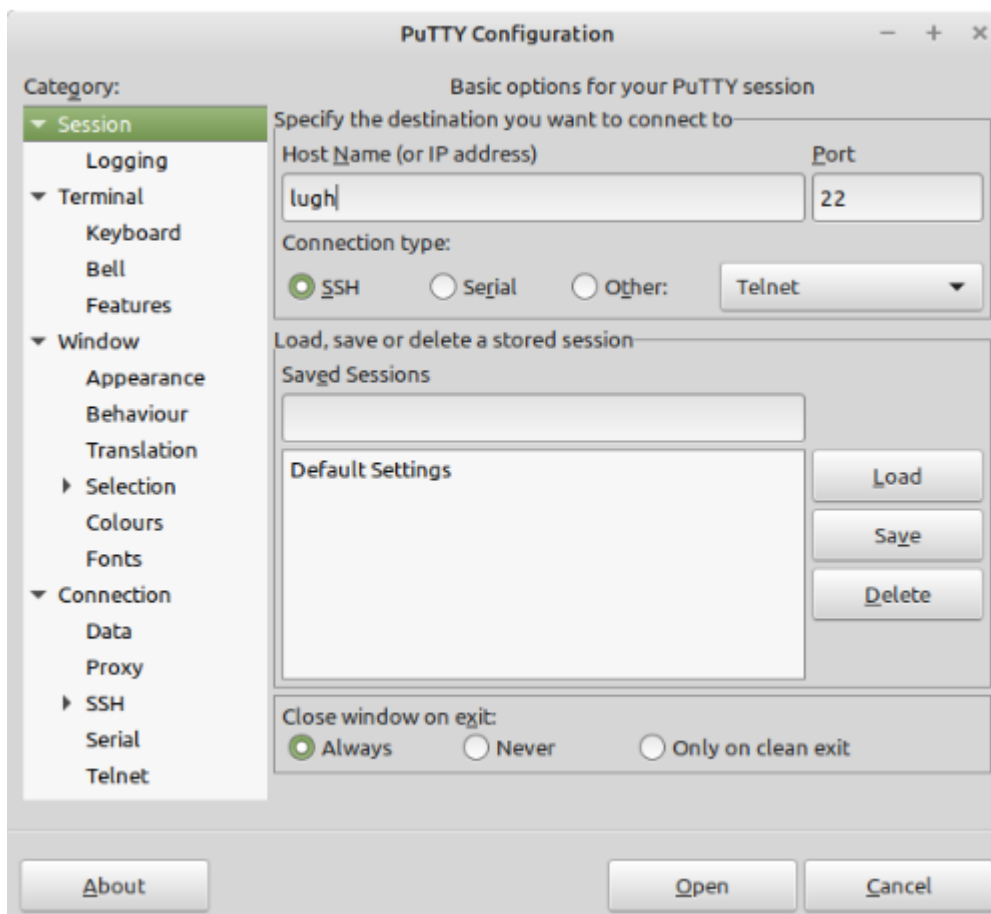 PuTTY Configuration
Category:
Session
Logging
Terminal
Keyboard
Bell
Features
Window
Appearance
Behaviour
Translation
Selection
Colours
Fonts
Connection
Data
Proxy
SSH
Serial
Telnet
Basic options for your PuTTY session
Specify the destination you want to connect to
Host Name (or IP address) Port
lugh 22
Connection type:
SSH Serial Other: Telnet
Load, save or delete a stored session
Saved Sessions
Default Settings
Load
Save
Delete
Close window on exit:
Always Never Only on clean exit
About Open Cancel